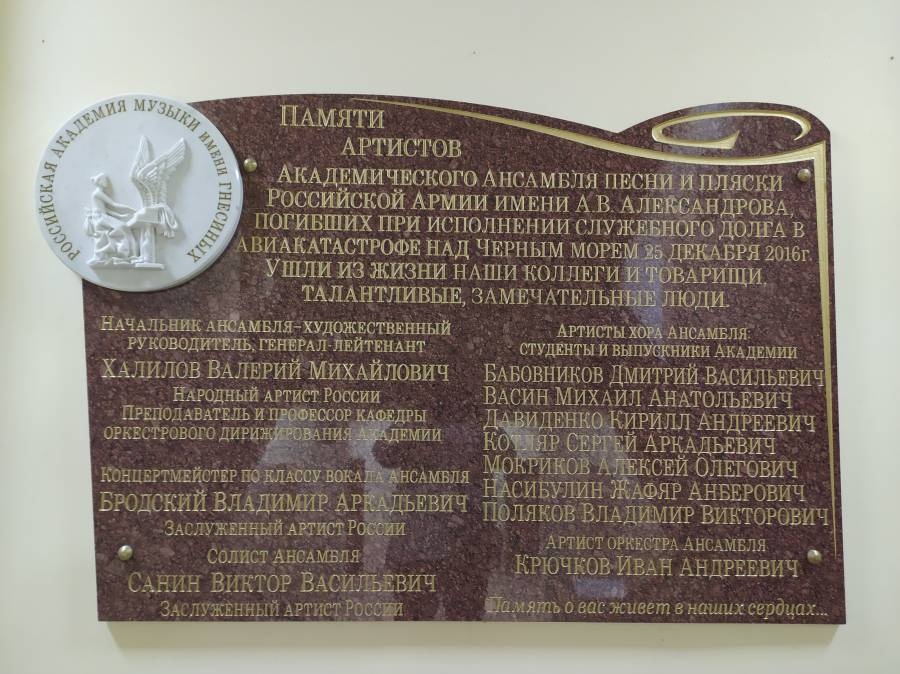 РОССИЙСКАЯ АКАДЕМИЯ МУЗЫКИ ИМЕНИ ГНЕСИНЫХ
ПАМЯТИ
АРТИСТОВ
АКАДЕМИЧЕСКОГО АНСАМБЛЯ ПЕСНИ И ПЛЯСКИ
РОССИЙСКОЙ АРМИИ ИМЕНИ А.В. АЛЕКСАНДРОВА,
ПОГИБШИХ ПРИ ИСПОЛНЕНИИ СЛУЖЕБНОГО ДОЛГА В
АВИАКАТАСТРОФЕ НАД ЧЕРНЫМ МОРЕМ 25 ДЕКАБРЯ 2016г.
УШЛИ ИЗ ЖИЗНИ НАШИ КОЛЛЕГИ И ТОВАРИЩИ,
ТАЛАНТЛИВЫЕ, ЗАМЕЧАТЕЛЬНЫЕ ЛЮДИ.
НАЧАЛЬНИК АНСАМБЛЯ-ХУДОЖЕСТВЕННЫЙ
РУКОВОДИТЕЛЬ, ГЕНЕРАЛ-ЛЕЙТЕНАНТ
ХАЛИЛОВ ВАЛЕРИЙ МИХАЙЛОВИЧ
НАРОДНЫЙ АРТИСТ РОССИИ
ПРЕПОДАВАТЕЛЬ И ПРОФЕССОР КАФЕДРЫ
ОРКЕСТРОВОГО ДИРИЖИРОВАНИЯ АКАДЕМИИ
КОНЦЕРТМЕЙСТЕР ПО КЛАССУ ВОКАЛА АНСАМБЛЯ
БРОДСКИЙ ВЛАДИМИР АРКАДЬЕВИЧ
ЗАСЛУЖЕННЫЙ АРТИСТ РОССИИ
СОЛИСТ АНСАМБЛЯ
САНИН ВИКТОР ВАСИЛЬЕВИЧ
ЗАСЛУЖЕННЫЙ АРТИСТ РОССИИ
АРТИСТЫ ХОРА АНСАМБЛЯ:
СТУДЕНТЫ И ВЫПУСКНИКИ АКАДЕМИИ
БАБОВНИКОВ ДМИТРИЙ ВАСИЛЬЕВИЧ
ВАСИН МИХАИЛ АНАТОЛЬЕВИЧ
ДАВИДЕНКО КИРИЛЛ АНДРЕЕВИЧ
КОТЛЯР СЕРГЕЙ АРКАДЬЕВИЧ
МОКРИКОВ АЛЕКСЕЙ ОЛЕГОВИЧ
НАСИБУЛИН ЖАФЯР АНБЕРОВИЧ
ПОЛЯКОВ ВЛАДИМИР ВИКТОРОВИЧ
АРТИСТ ОРКЕСТРА АНСАМБЛЯ
КРЮЧКОВ ИВАН АНДРЕЕВИЧ
Память о вас живет в наших сердцах...